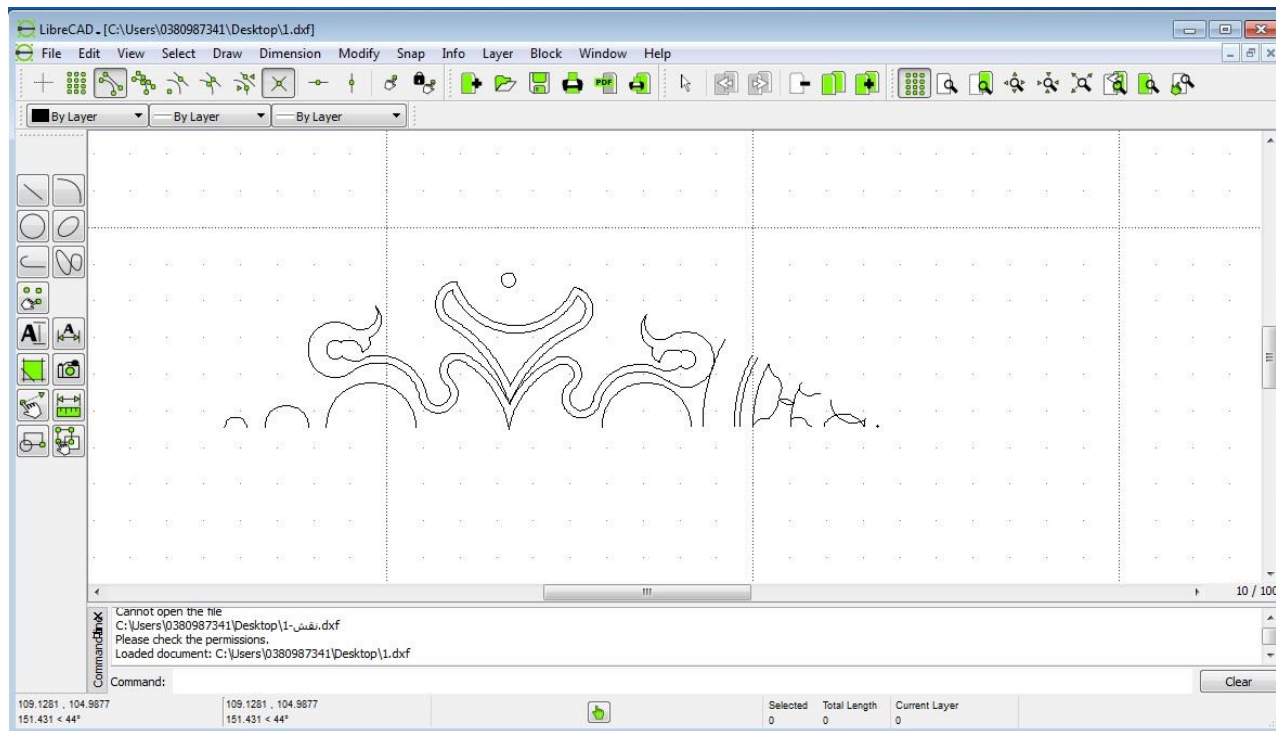 LibreCAD - [C:\Users\0380987341\Desktop\1.dxf]
File Edit View Select Draw Dimension Modify Snap Info Layer Block Window Help
PDF
By Layer By Layer By Layer
A A
10 / 100
Cannot open the file
C:\Users\0380987341\Desktop\1-نقش.dxf
Please check the permissions.
Loaded document: C:\Users\0380987341\Desktop\1.dxf
Command:
Clear
109.1281 , 104.9877 109.1281 , 104.9877 Selected Total Length Current Layer
151.431 < 44° 151.431 < 44° 0 0 0